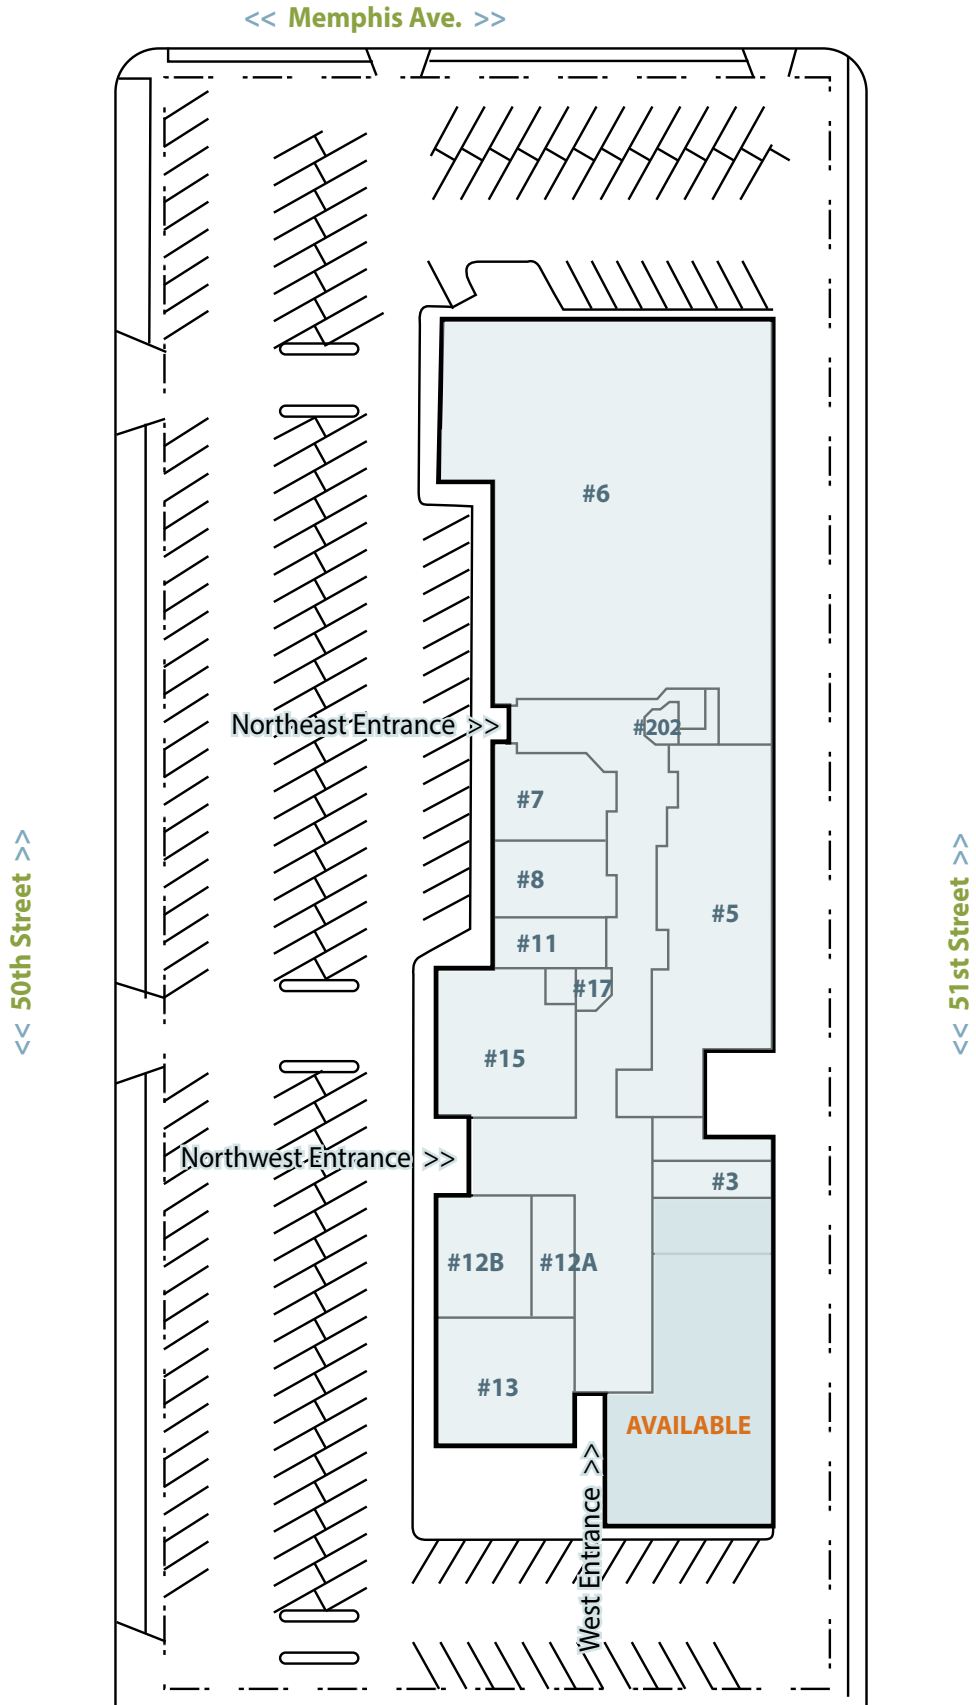 << Memphis Ave. >>
#6
Northeast Entrance >>
#202
#7
#8
#5
#11
#17
<< 50th Street >>
<< 51st Street >>
#15
Northwest Entrance >>
#3
#12B
#12A
#13
AVAILABLE
West Entrance >>